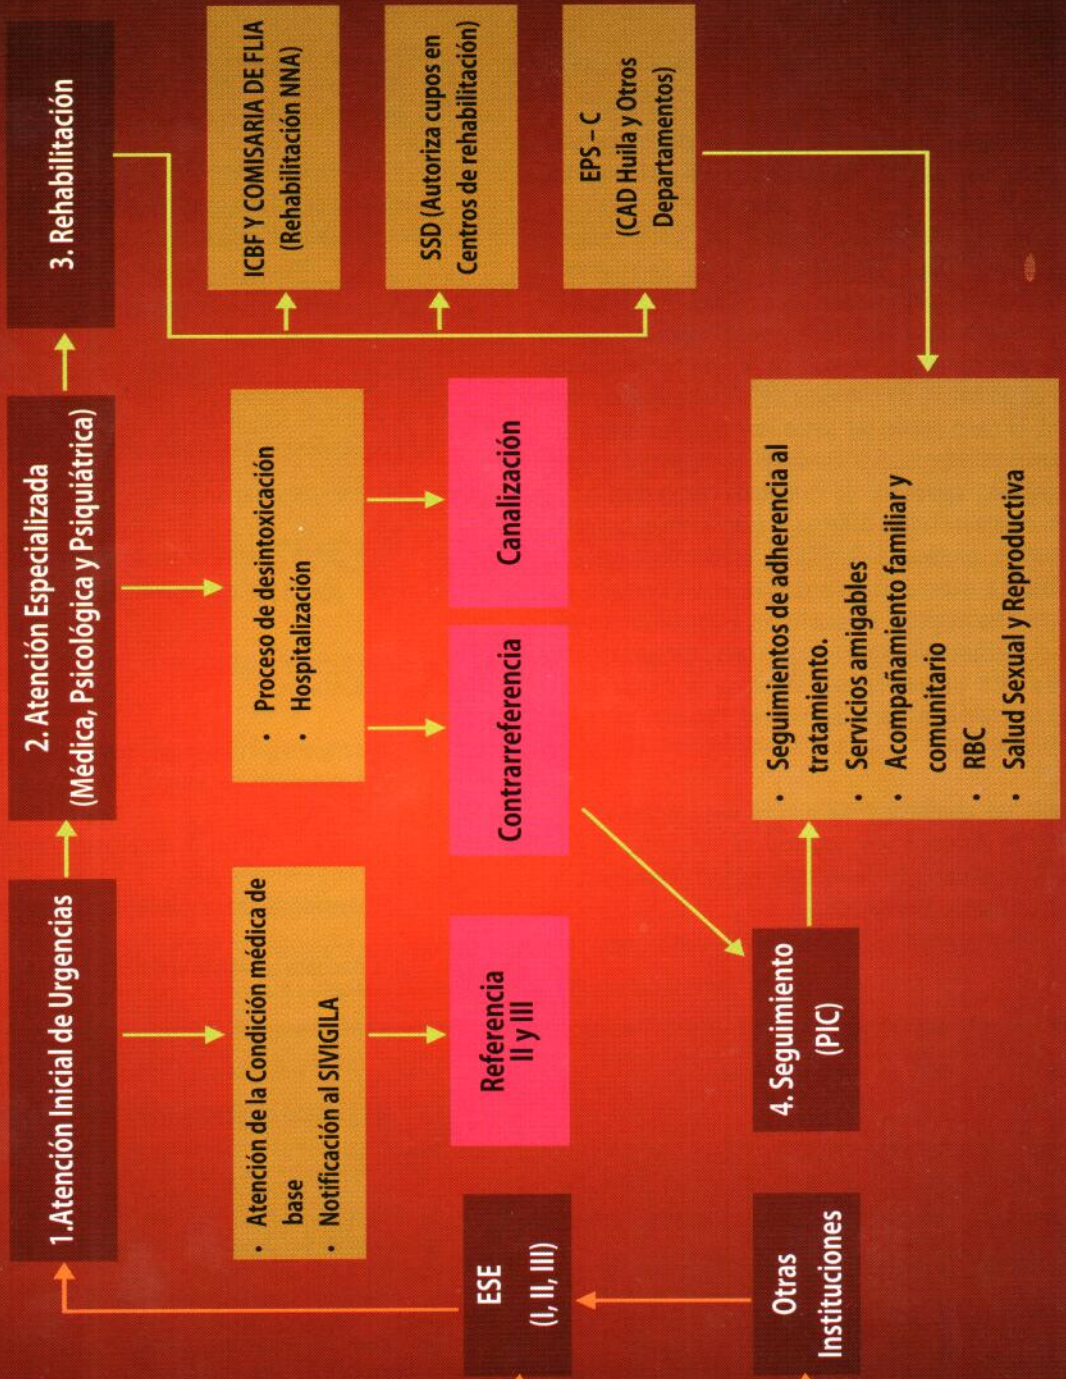 1.Atención Inicial de Urgencias
2. Atención Especializada
(Médica, Psicológica y Psiquiátrica)
3. Rehabilitación
• Atención de la Condición médica de
base
• Notificación al SIVIGILA
• Proceso de desintoxicación
• Hospitalización
ICBF Y COMISARIA DE FLIA
(Rehabilitación NNA)
SSD (Autoriza cupos en
Centros de rehabilitación)
EPS – C
(CAD Huila y Otros
Departamentos)
ESE
(I, II, III)
Referencia
II y III
Contrarreferencia
Canalización
Otras
Instituciones
4. Seguimiento
(PIC)
• Seguimientos de adherencia al
tratamiento.
• Servicios amigables
• Acompañamiento familiar y
comunitario
• RBC
• Salud Sexual y Reproductiva